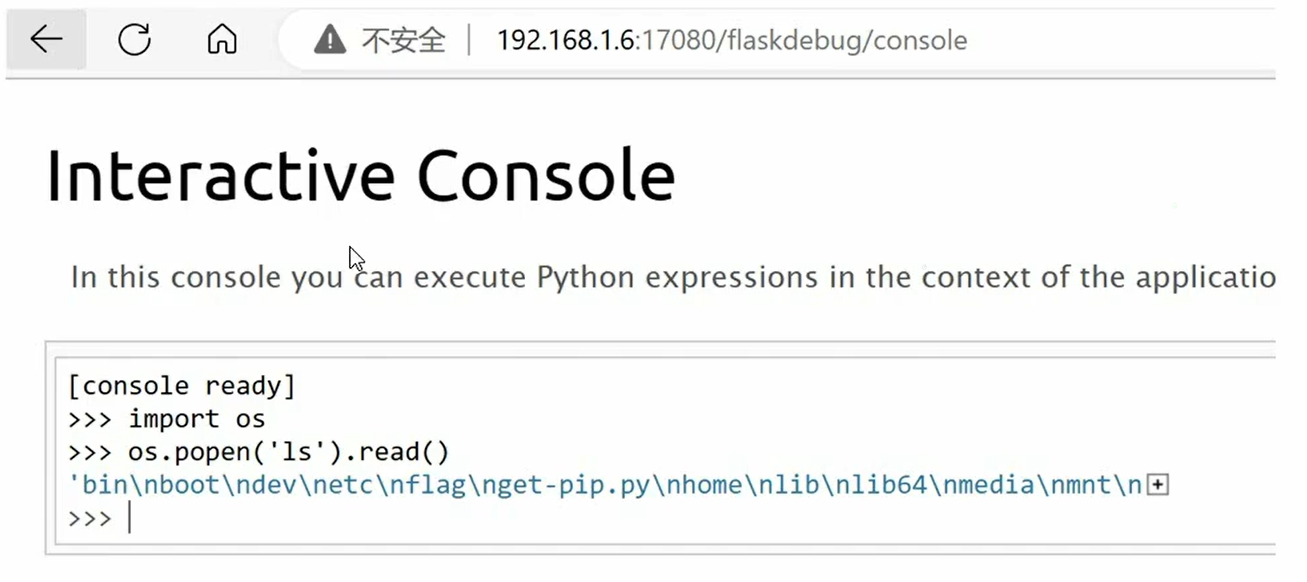 不安全 | 192.168.1.6:17080/flaskdebug/console
Interactive Console
In this console you can execute Python expressions in the context of the applicatio
[console ready]
>>> import os
>>> os.popen('ls').read()
'bin\nboot\ndev\netc\nflag\nget-pip.py\nhome\nlib\nlib64\nmedia\nmnt\n
>>>